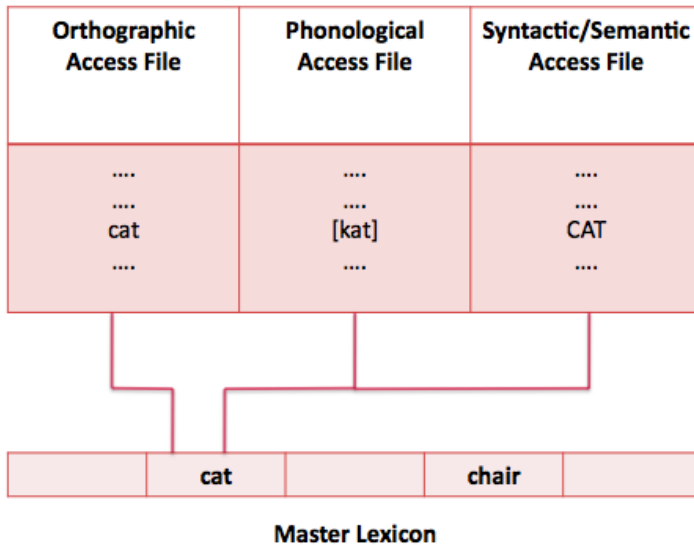 Orthographic Access File
Phonological Access File
Syntactic/Semantic Access File
.... .... ....
.... .... ....
cat [kat] CAT
.... .... ....
cat chair
Master Lexicon